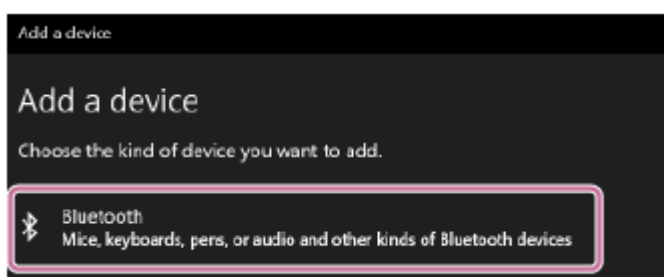 Add a device
Add a device
Choose the kind of device you want to add.
Bluetooth
Mice, keyboards, pens, or audio and other kinds of Bluetooth devices